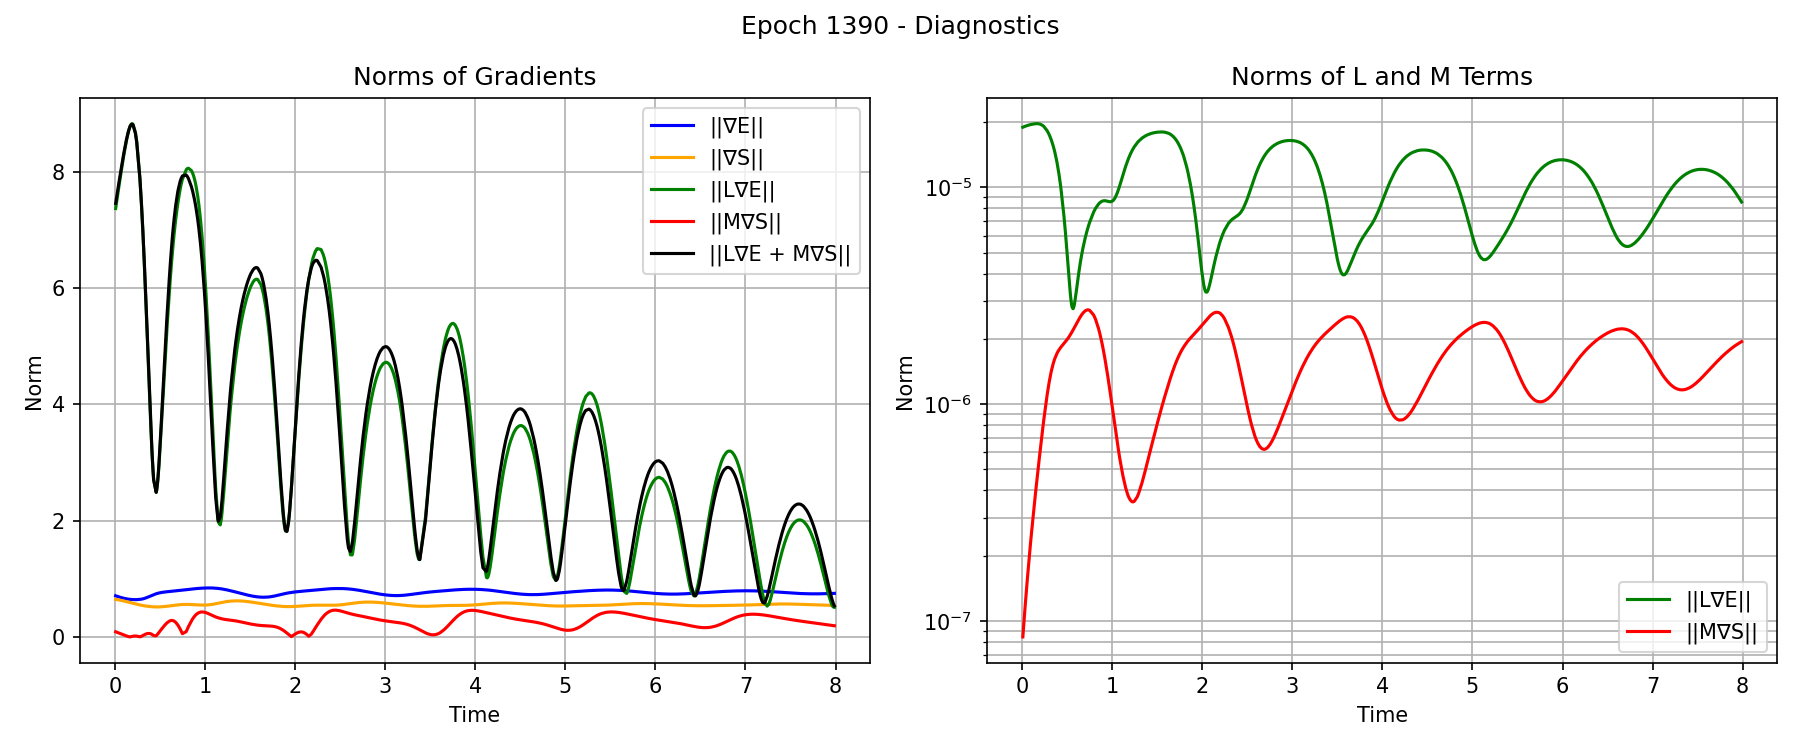 Epoch 1390 - Diagnostics
Norms of Gradients
Norm
8
6
4
2
0
||∇E||
||∇S||
||L∇E||
||M∇S||
||L∇E + M∇S||
0 1 2 3 4 5 6 7 8
Time
Norms of L and M Terms
Norm
10⁻⁵
10⁻⁶
10⁻⁷
||L∇E||
||M∇S||
0 1 2 3 4 5 6 7 8
Time